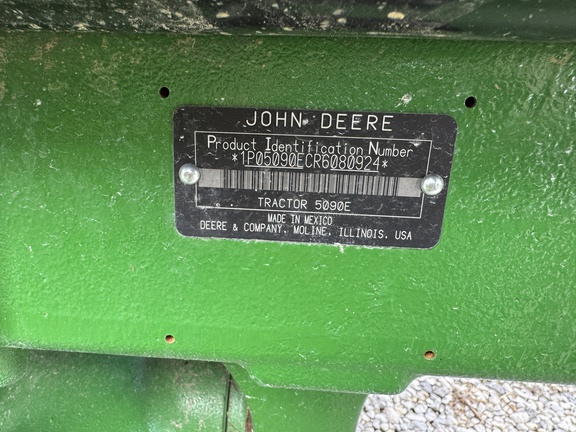 JOHN DEERE
Product Identification Number
*1P05090ECR6080924*
TRACTOR 5090E
MADE IN MEXICO
DEERE & COMPANY, MOLINE, ILLINOIS, USA